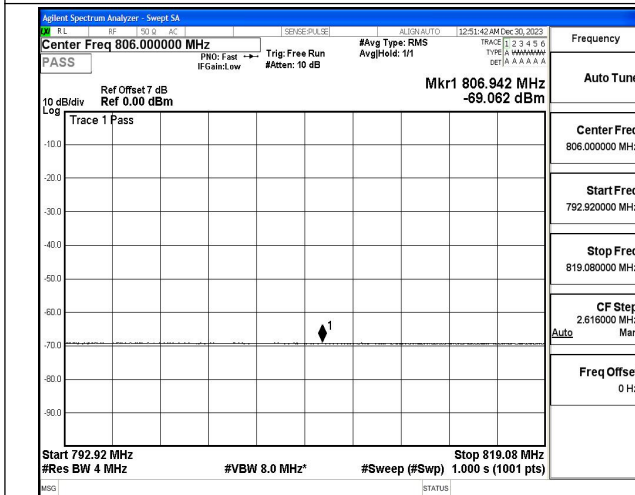 Agilent Spectrum Analyzer - Swept SA
LXI RL RF 50 Ω AC SENSE:PULSE ALIGN AUTO 12:51:42 AM Dec 30, 2023
Center Freq 806.000000 MHz
PASS
PNO: Fast
IFGain:Low
Trig: Free Run
#Atten: 10 dB
#Avg Type: RMS
Avg|Hold: 1/1
TRACE 1 2 3 4 5 6
TYPE A WWWWW
DET A A A A A A
Mkr1 806.942 MHz
-69.062 dBm
Ref Offset 7 dB
10 dB/div Ref 0.00 dBm
Log
Trace 1 Pass
-10.0
-20.0
-30.0
-40.0
-50.0
-60.0
-70.0
-80.0
-90.0
1
Start 792.92 MHz
Stop 819.08 MHz
#Res BW 4 MHz
#VBW 8.0 MHz*
#Sweep (#Swp) 1.000 s (1001 pts)
MSG
STATUS
Frequency
Auto Tune
Center Freq
806.000000 MHz
Start Freq
792.920000 MHz
Stop Freq
819.080000 MHz
CF Step
2.616000 MHz
Auto Man
Freq Offset
0 Hz